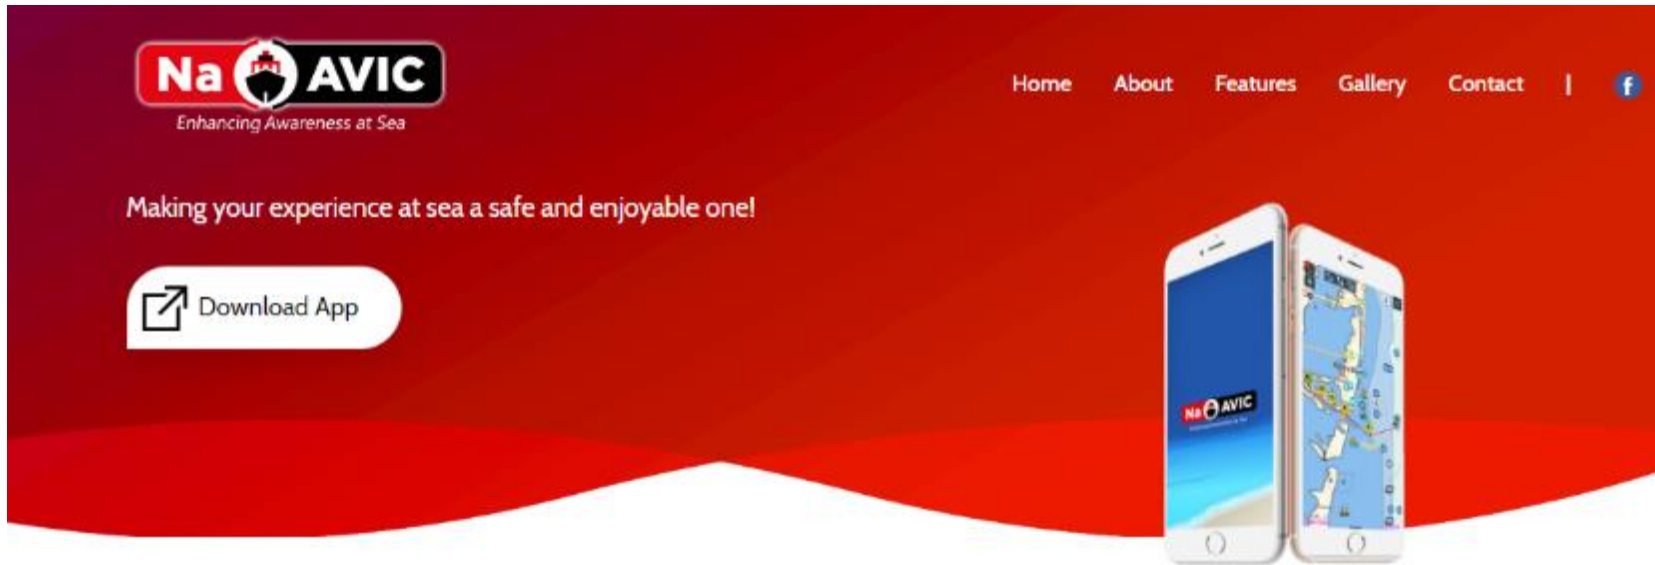 Na AVIC
Enhancing Awareness at Sea
Home About Features Gallery Contact |
f
Making your experience at sea a safe and enjoyable one!
Download App
Na AVIC